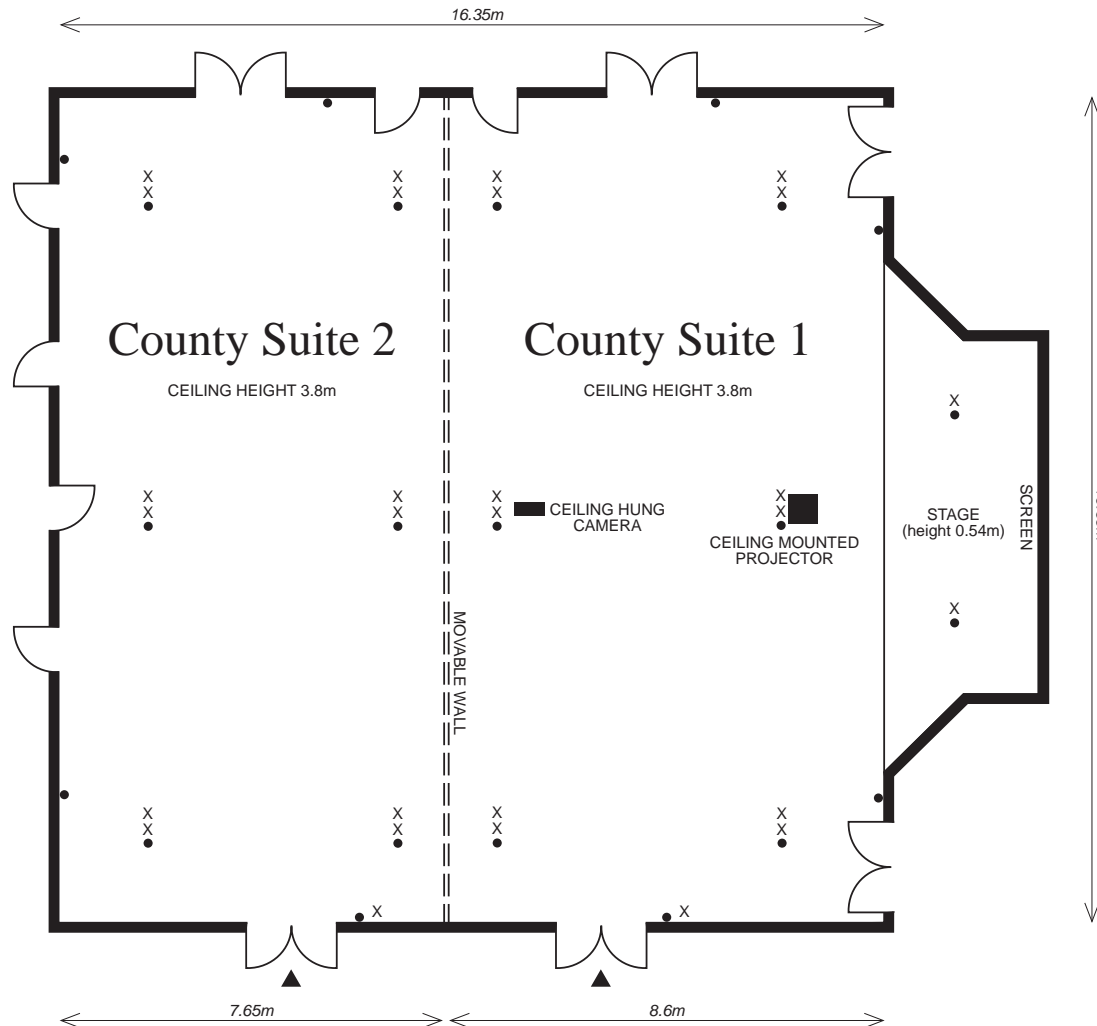 16.35m
X X X X
X X X X
County Suite 2 County Suite 1
CEILING HEIGHT 3.8m CEILING HEIGHT 3.8m
X
X X X X
X X X X
CEILING HUNG
CAMERA
CEILING MOUNTED
PROJECTOR
STAGE
(height 0.54m)
SCREEN
X
MOVABLE WALL
X X X X
X X X X
X X
7.65m 8.6m